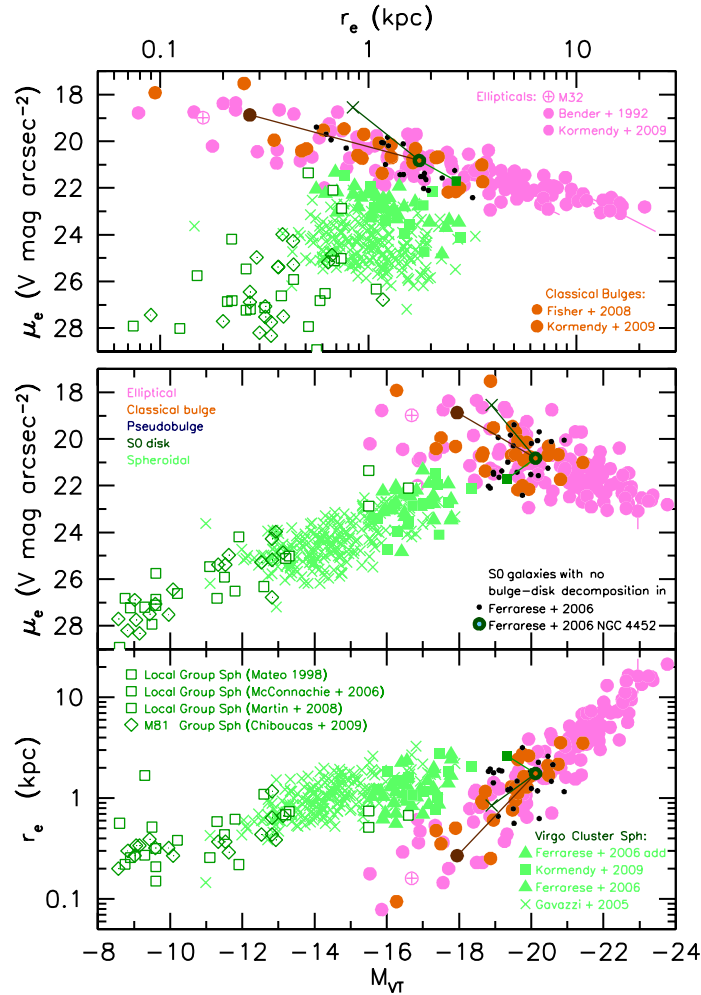 r_e (kpc)
0.1 1 10
18
20
22
24
26
28
μ_e (V mag arcsec⁻²)
Ellipticals: ⊕ M32
Bender + 1992
Kormendy + 2009
Classical Bulges:
Fisher + 2008
Kormendy + 2009
18
20
22
24
26
28
μ_e (V mag arcsec⁻²)
Elliptical
Classical bulge
Pseudobulge
S0 disk
Spheroidal
S0 galaxies with no
bulge-disk decomposition in
Ferrarese + 2006
Ferrarese + 2006 NGC 4452
10
1
0.1
r_e (kpc)
Local Group Sph (Mateo 1998)
Local Group Sph (McConnachie + 2006)
Local Group Sph (Martin + 2008)
M81 Group Sph (Chiboucas + 2009)
Virgo Cluster Sph:
Ferrarese + 2006 add
Kormendy + 2009
Ferrarese + 2006
Gavazzi + 2005
−8 −10 −12 −14 −16 −18 −20 −22 −24
M_VT